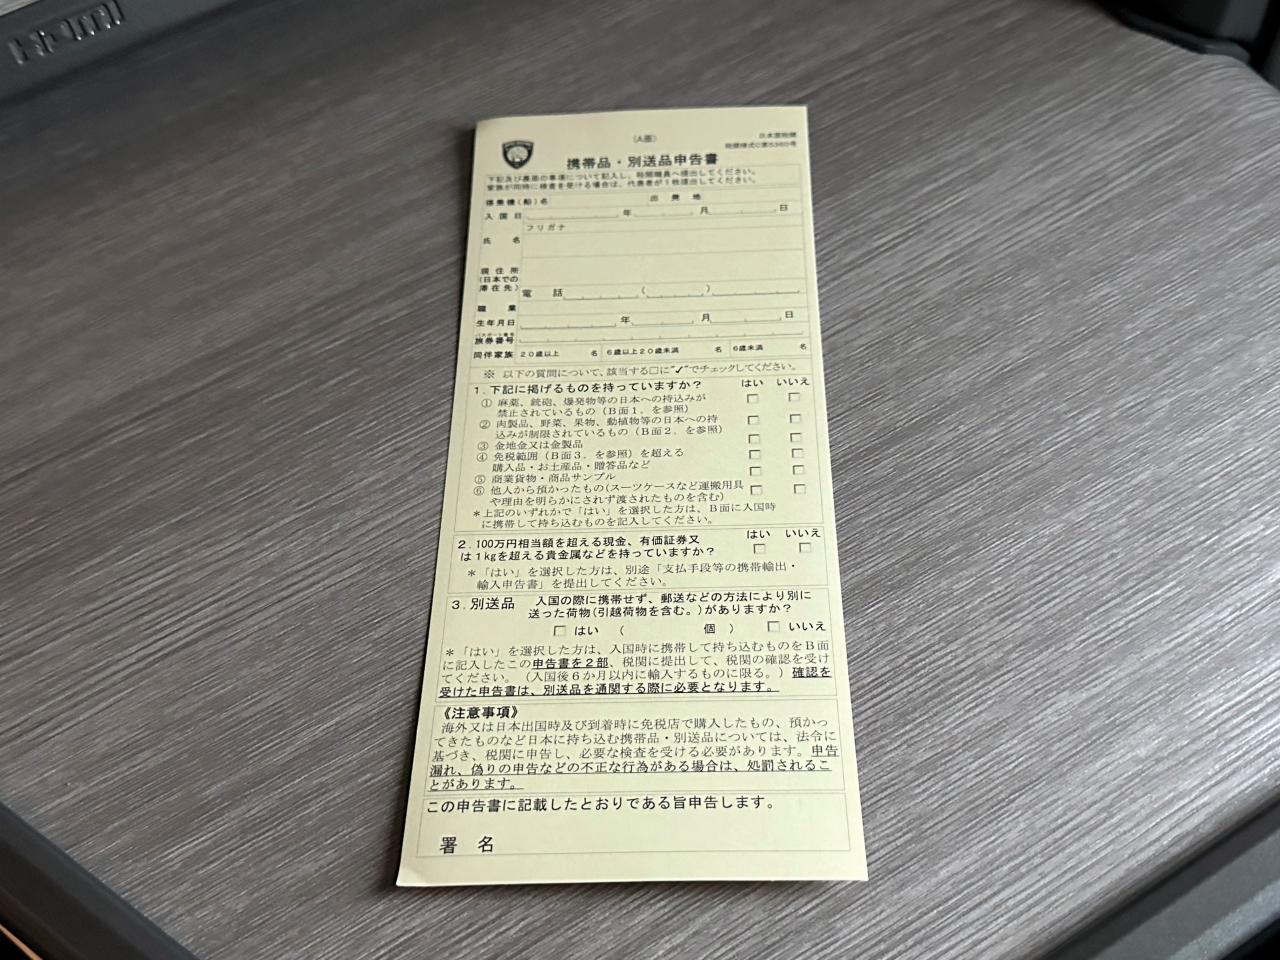 (A面)
日本国税関
税関様式C第5360号
携帯品・別送品申告書
下記及び裏面の事項について記入し、税関職員へ提出してください。
家族が同時に検査を受ける場合は、代表者が1枚提出してください。
搭乗機(船)名 出発地
入国日 年 月 日
フリガナ
氏名
現住所
(日本での
滞在先)
電話 ( )
職業
生年月日 年 月 日
パスポート番号
旅券番号
同伴家族 20歳以上 名 6歳以上20歳未満 名 6歳未満 名
※ 以下の質問について、該当する□に"✓"でチェックしてください。
1.下記に掲げるものを持っていますか? はい いいえ
① 麻薬、銃砲、爆発物等の日本への持込みが
禁止されているもの(B面1.を参照)
② 肉製品、野菜、果物、動植物等の日本への持
込みが制限されているもの(B面2.を参照)
③ 金地金又は金製品
④ 免税範囲(B面3.を参照)を超える
購入品・お土産品・贈答品など
⑤ 商業貨物・商品サンプル
⑥ 他人から預かったもの(スーツケースなど運搬用具
や理由を明らかにされず渡されたものを含む)
*上記のいずれかで「はい」を選択した方は、B面に入国時
に携帯して持ち込むものを記入してください。
2.100万円相当額を超える現金、有価証券又 はい いいえ
は1kgを超える貴金属などを持っていますか?
*「はい」を選択した方は、別途「支払手段等の携帯輸出・
輸入申告書」を提出してください。
3.別送品 入国の際に携帯せず、郵送などの方法により別に
送った荷物(引越荷物を含む。)がありますか?
□ はい ( 個 ) □ いいえ
*「はい」を選択した方は、入国時に携帯して持ち込むものをB面
に記入したこの申告書を2部、税関に提出して、税関の確認を受け
てください。(入国後6か月以内に輸入するものに限る。)確認を
受けた申告書は、別送品を通関する際に必要となります。
《注意事項》
海外又は日本出国時及び到着時に免税店で購入したもの、預かっ
てきたものなど日本に持ち込む携帯品・別送品については、法令に
基づき、税関に申告し、必要な検査を受ける必要があります。申告
漏れ、偽りの申告などの不正な行為がある場合は、処罰されるこ
とがあります。
この申告書に記載したとおりである旨申告します。
署名